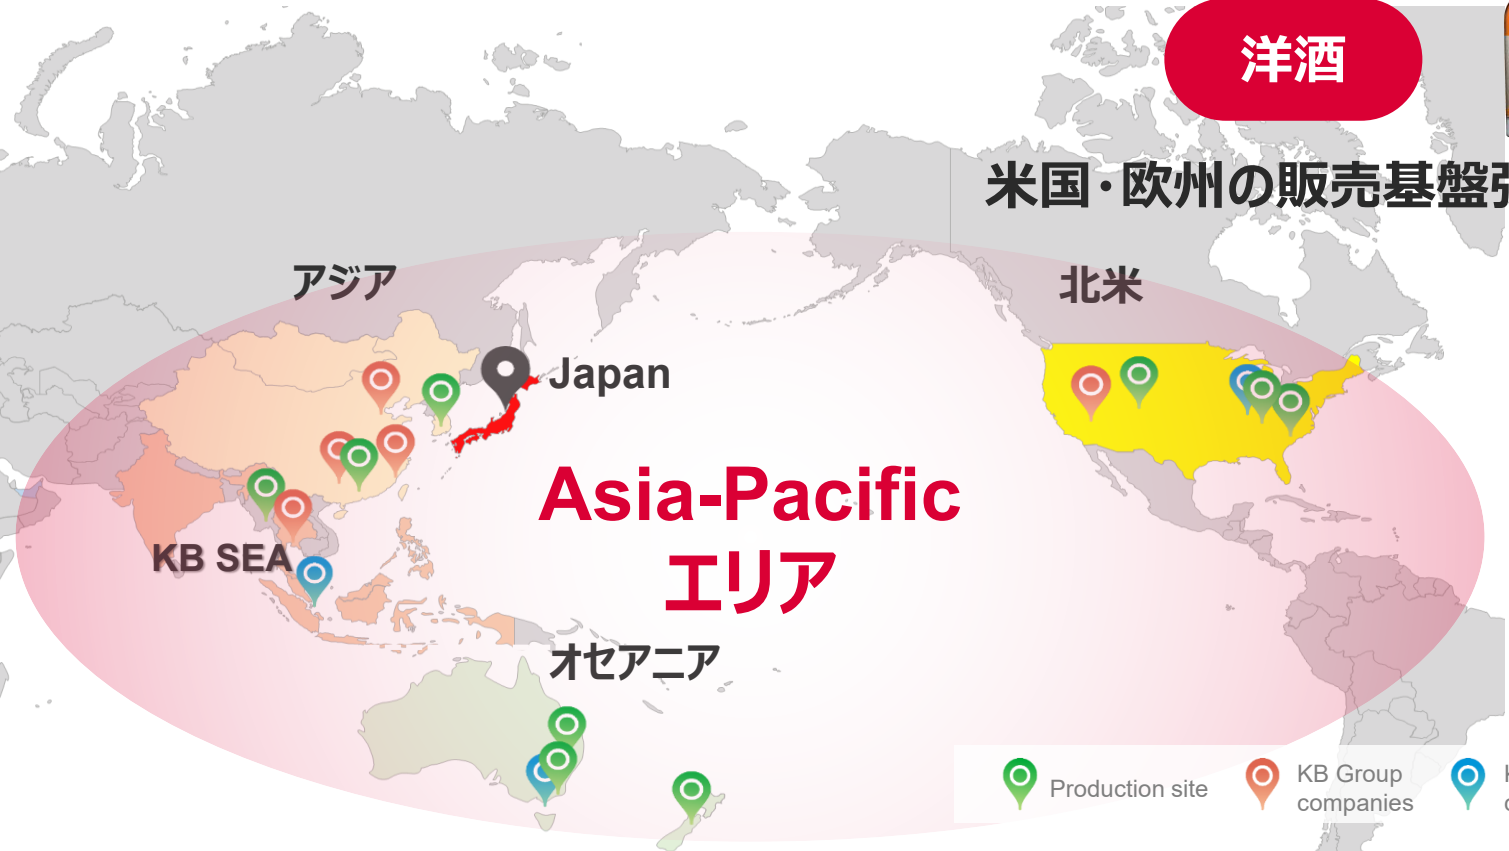 洋酒
米国・欧州の販売基盤強
アジア
北米
Japan
Asia-Pacific
エリア
KB SEA
オセアニア
Production site
KB Group
companies